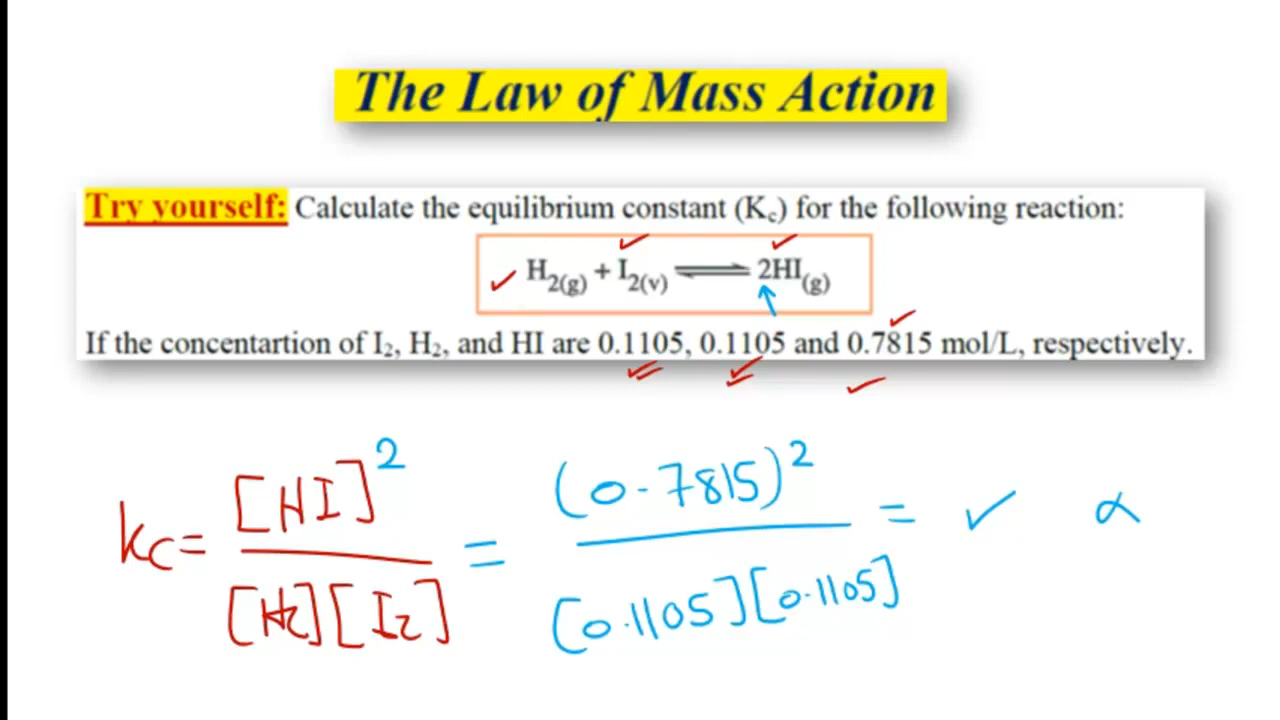 The Law of Mass Action
Try yourself: Calculate the equilibrium constant (Kc) for the following reaction:
H2(g) + I2(v) ⇌ 2HI(g)
If the concentartion of I2, H2, and HI are 0.1105, 0.1105 and 0.7815 mol/L, respectively.
kc = [HI]² / [H2][I2] = (0.7815)² / [0.1105][0.1105] = ✓ α